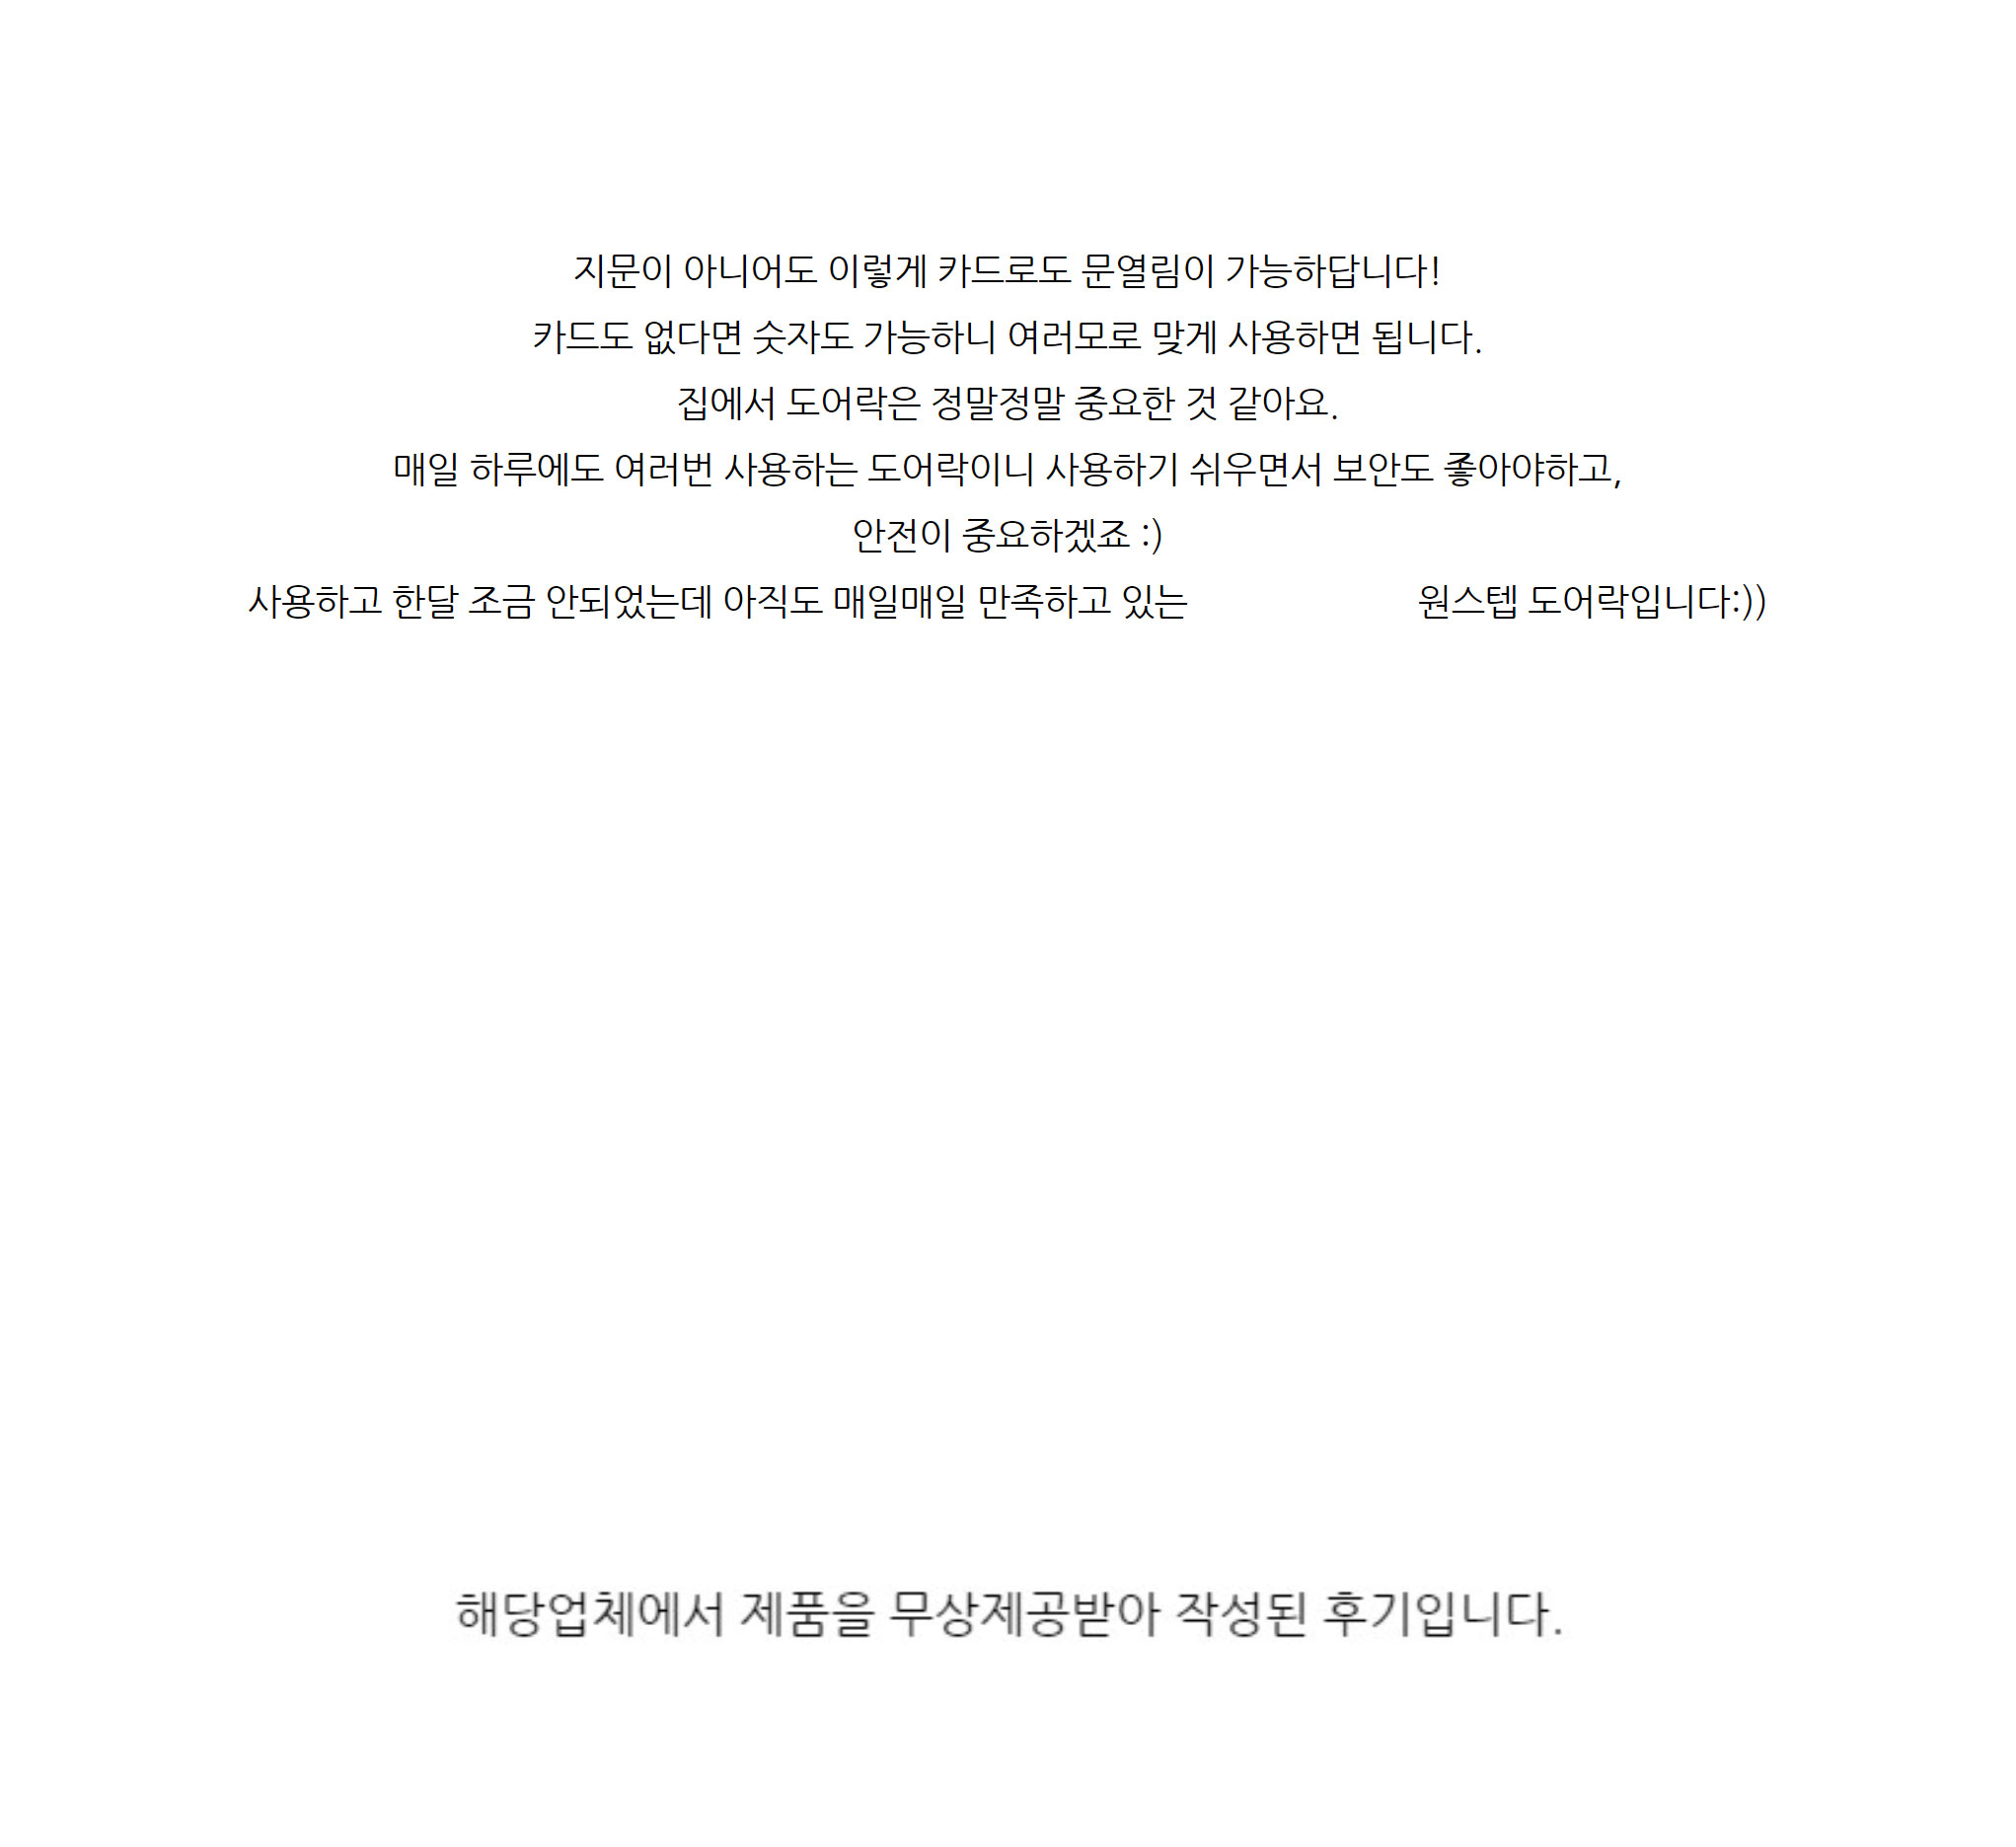 지문이 아니어도 이렇게 카드로도 문열림이 가능하답니다!
카드도 없다면 숫자도 가능하니 여러모로 맞게 사용하면 됩니다.
집에서 도어락은 정말정말 중요한 것 같아요.
매일 하루에도 여러번 사용하는 도어락이니 사용하기 쉬우면서 보안도 좋아야하고,
안전이 중요하겠죠 :)
사용하고 한달 조금 안되었는데 아직도 매일매일 만족하고 있는 원스텝 도어락입니다:))
해당업체에서 제품을 무상제공받아 작성된 후기입니다.